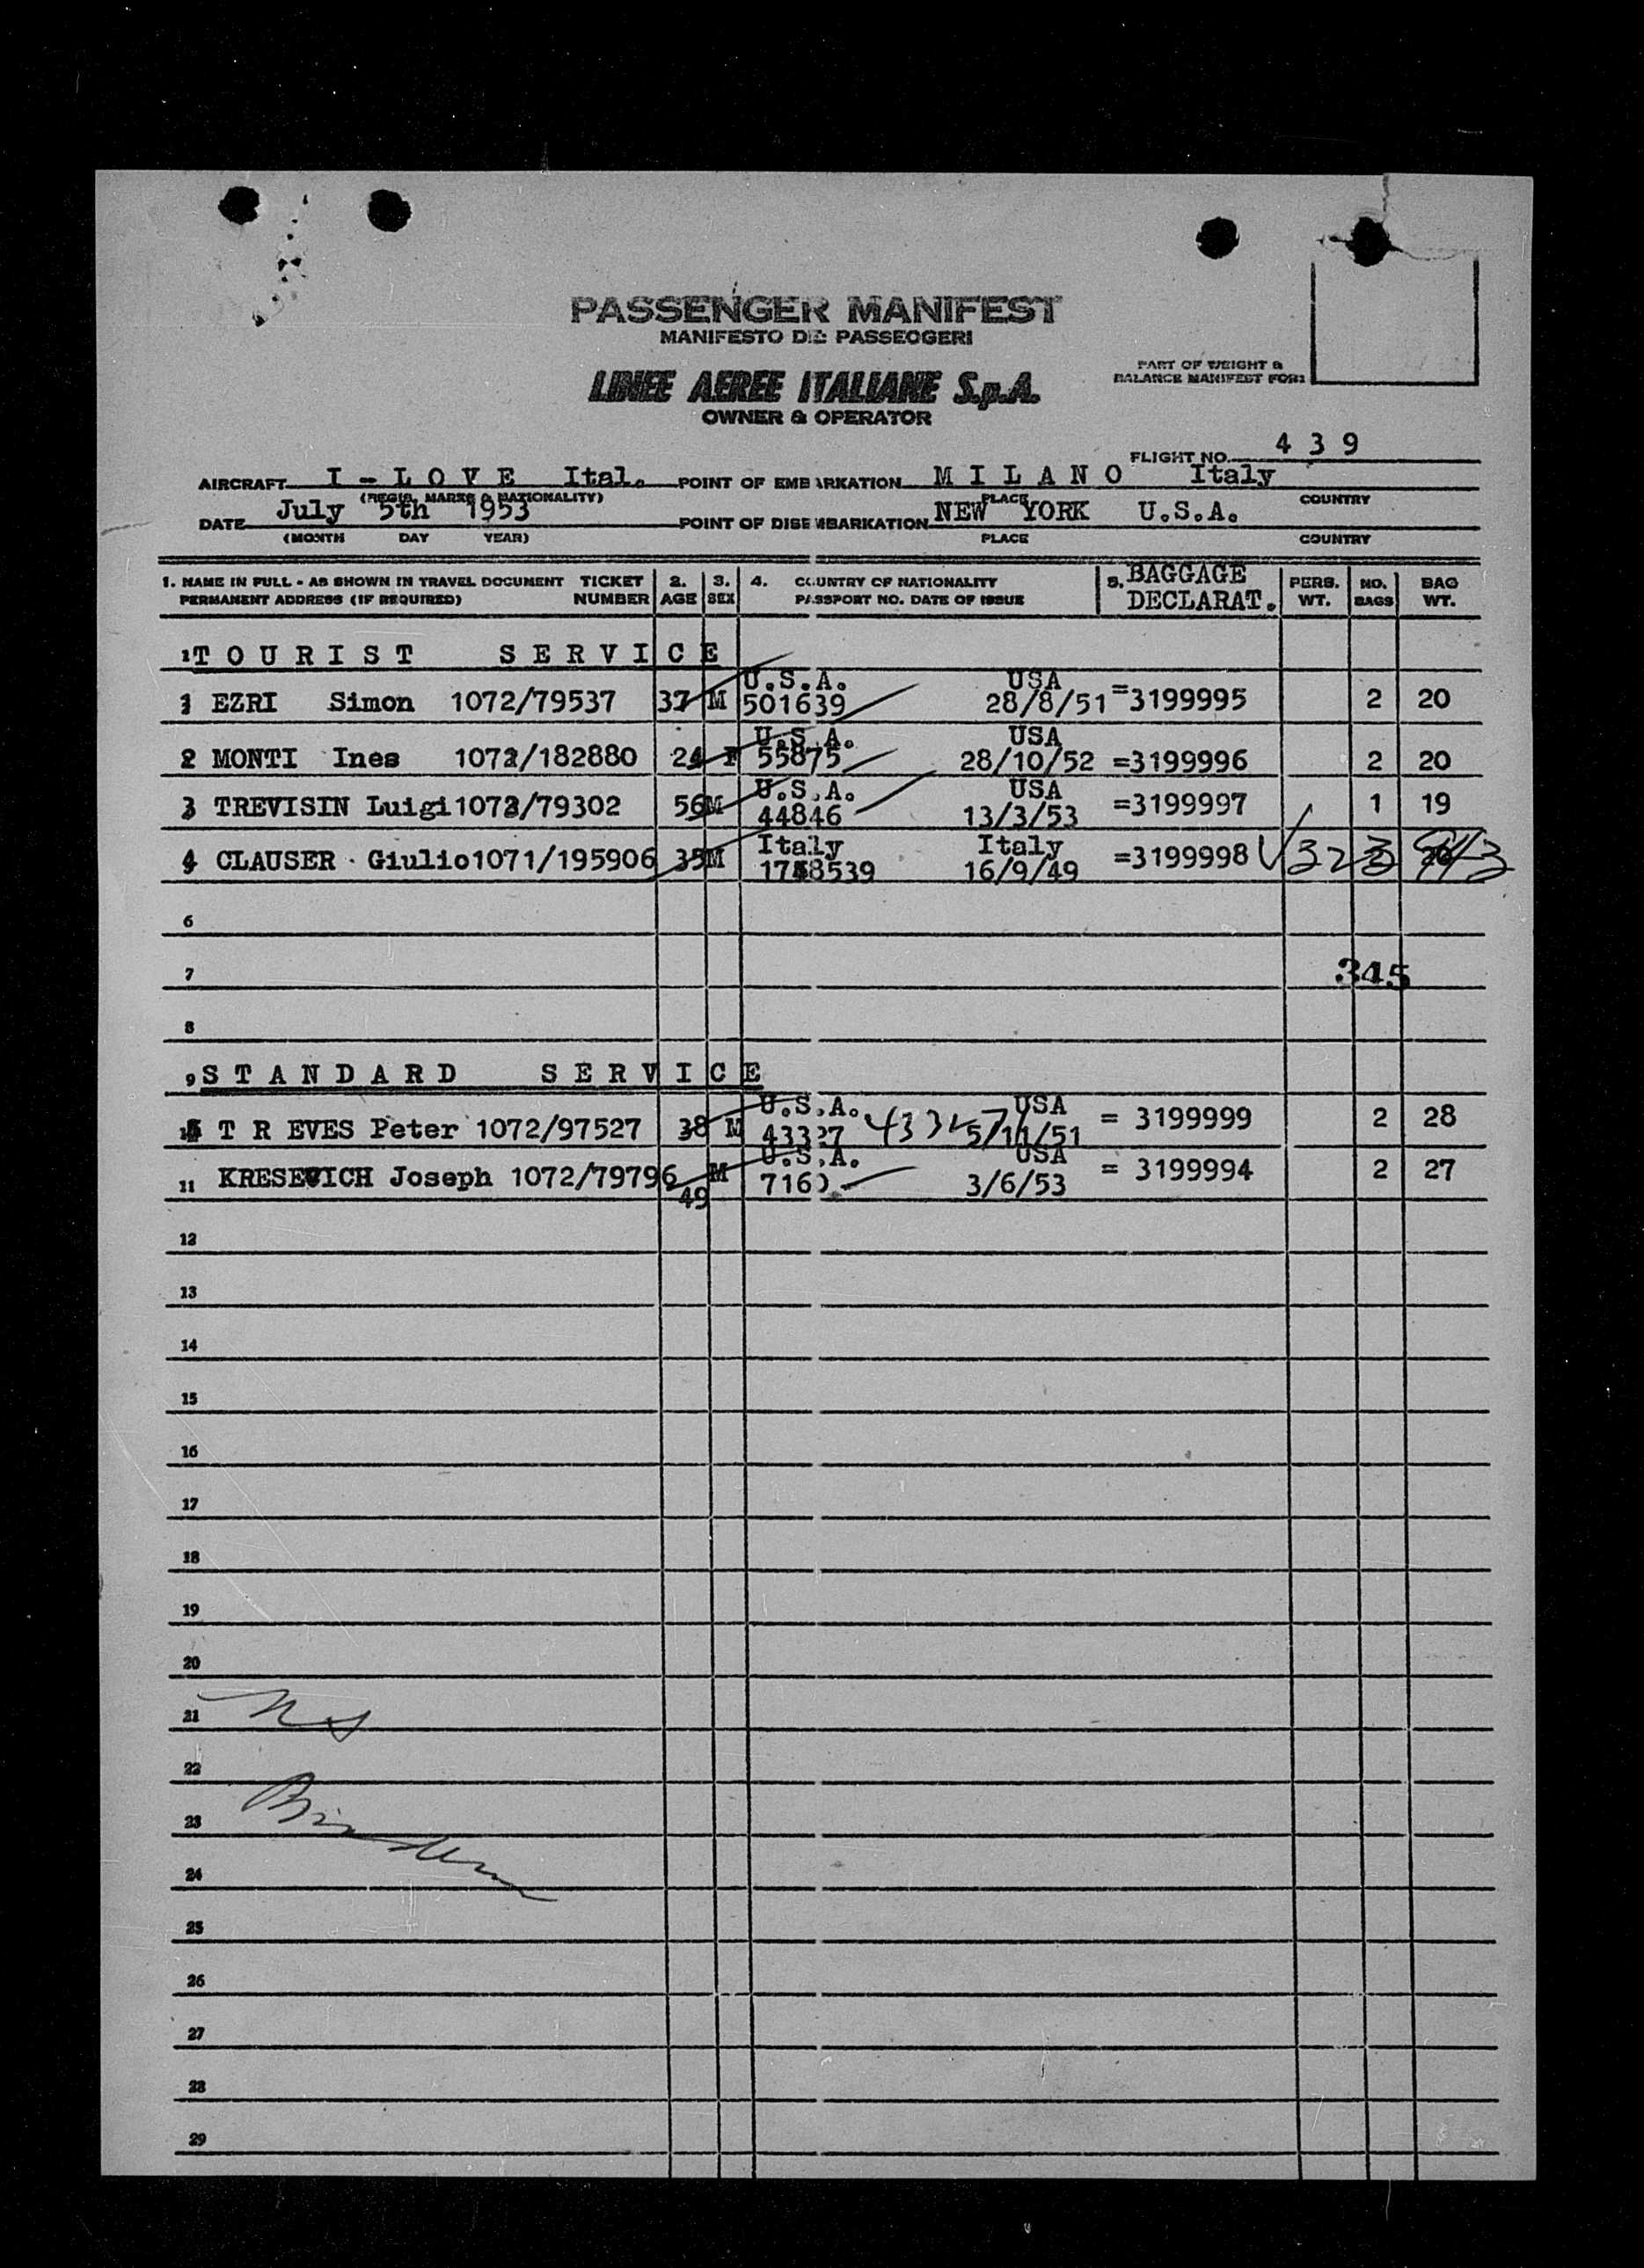 PASSENGER MANIFEST
MANIFESTO DEI PASSEGGERI
PART OF WEIGHT &
BALANCE MANIFEST FOR:
LINEE AEREE ITALIANE S.p.A.
OWNER & OPERATOR
FLIGHT NO. 4 3 9
AIRCRAFT I - L O V E Ital. POINT OF EMBARKATION M I L A N O Italy
(REGIS. MARKS & NATIONALITY) PLACE COUNTRY
DATE July 5th 1953 POINT OF DISEMBARKATION NEW YORK U.S.A.
(MONTH DAY YEAR) PLACE COUNTRY
1. NAME IN FULL - AS SHOWN IN TRAVEL DOCUMENT TICKET 2. 3. 4. COUNTRY OF NATIONALITY 5. BAGGAGE PERS. NO. BAG
PERMANENT ADDRESS (IF REQUIRED) NUMBER AGE SEX PASSPORT NO. DATE OF ISSUE DECLARAT. WT. BAGS WT.
1 T O U R I S T S E R V I C E
U.S.A. USA
1 EZRI Simon 1072/79537 37 M 501639 28/8/51 =3199995 2 20
U.S.A. USA
2 MONTI Ines 1072/182880 24 F 55875 28/10/52 =3199996 2 20
U.S.A. USA
3 TREVISIN Luigi 1072/79302 56 M 44846 13/3/53 =3199997 1 19
Italy Italy
4 CLAUSER Giulio 1071/195906 35 M 1758539 16/9/49 =3199998 32
6
7 345
8
9 S T A N D A R D S E R V I C E
U.S.A. USA
5 T R EVES Peter 1072/97527 38 M 43327 43327 5/11/51 = 3199999 2 28
U.S.A. USA
11 KRESEVICH Joseph 1072/79796 49 M 7160 3/6/53 = 3199994 2 27
12
13
14
15
16
17
18
19
20
21
22
23
24
25
26
27
28
29